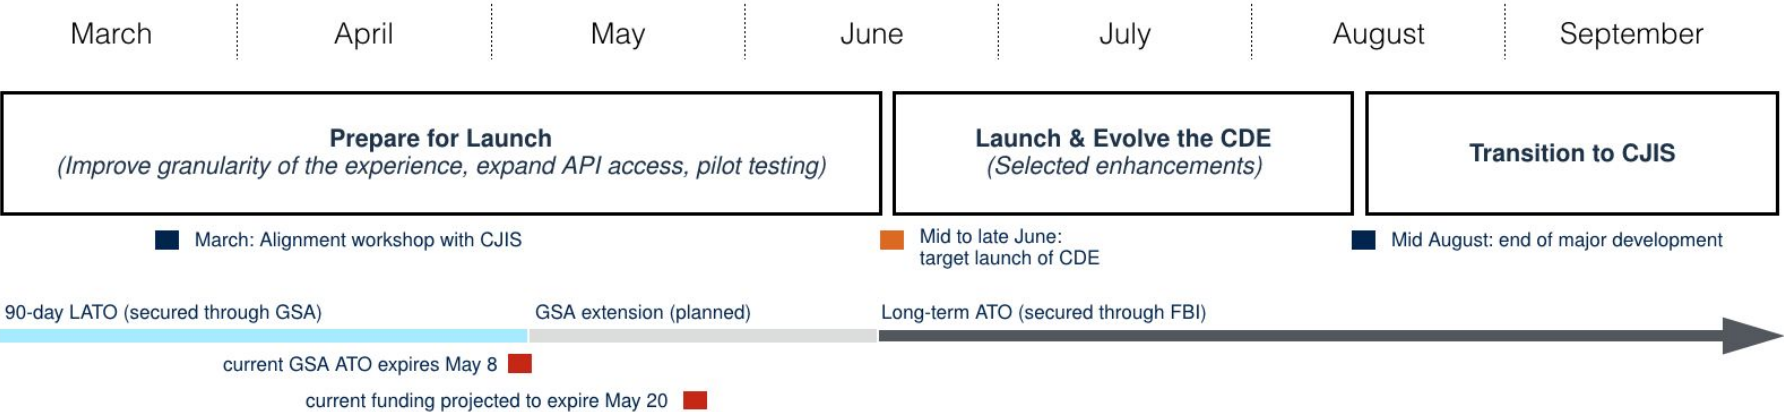 March
April
May
June
July
August
September
Prepare for Launch
(Improve granularity of the experience, expand API access, pilot testing)
Launch & Evolve the CDE
(Selected enhancements)
Transition to CJIS
March: Alignment workshop with CJIS
Mid to late June:
target launch of CDE
Mid August: end of major development
90-day LATO (secured through GSA)
GSA extension (planned)
Long-term ATO (secured through FBI)
current GSA ATO expires May 8
current funding projected to expire May 20